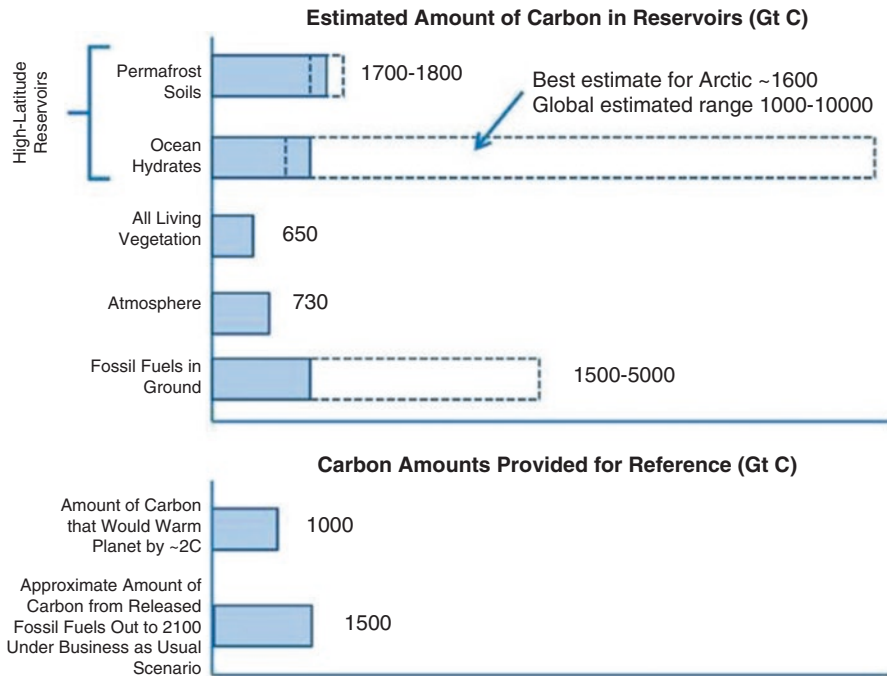 Estimated Amount of Carbon in Reservoirs (Gt C)
High-Latitude
Reservoirs
Permafrost
Soils
1700-1800
Best estimate for Arctic ~1600
Global estimated range 1000-10000
Ocean
Hydrates
All Living
Vegetation
650
Atmosphere
730
Fossil Fuels in
Ground
1500-5000
Carbon Amounts Provided for Reference (Gt C)
Amount of Carbon
that Would Warm
Planet by ~2C
1000
Approximate Amount of
Carbon from Released
Fossil Fuels Out to 2100
Under Business as Usual
Scenario
1500